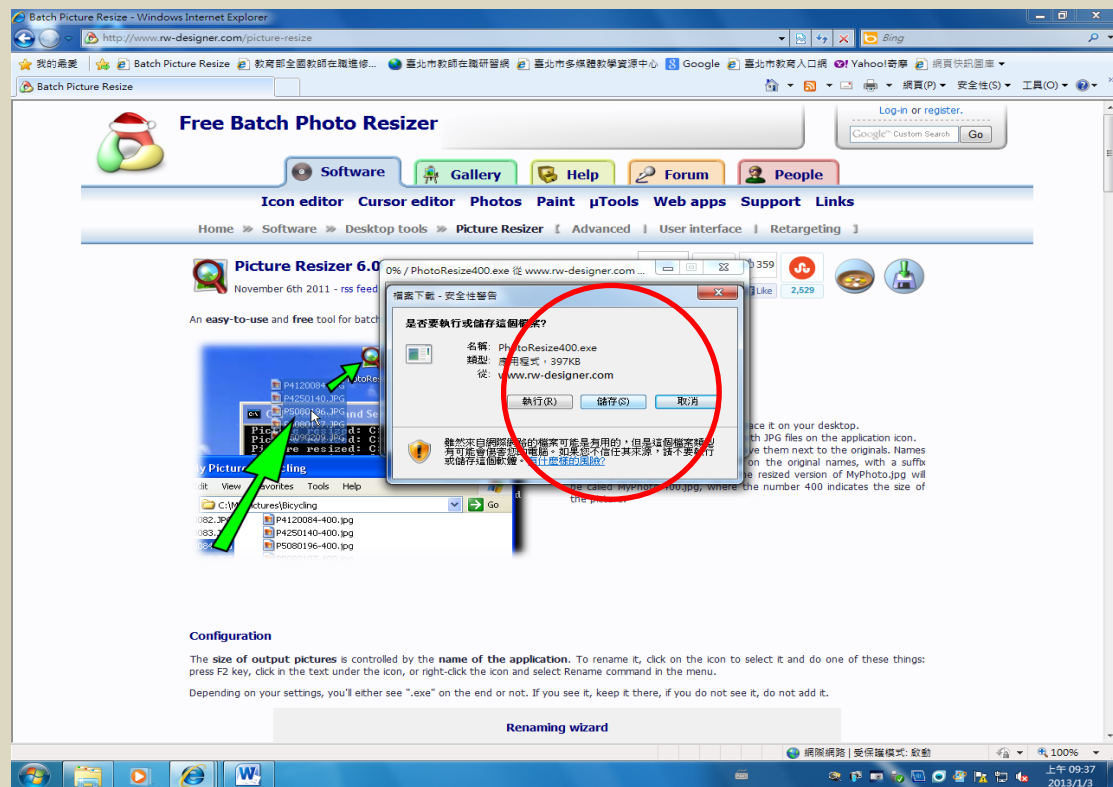 Batch Picture Resize - Windows Internet Explorer
http://www.rw-designer.com/picture-resize
Bing
我的最愛
Batch Picture Resize
教育部全國教師在職進修...
臺北市教師在職研習網
臺北市多媒體教學資源中心
Google
臺北市教育入口網
Yahoo!奇摩
網頁快訊圖庫
Batch Picture Resize
網頁(P)
安全性(S)
工具(O)
Free Batch Photo Resizer
Log-in or register.
Google™ Custom Search
Go
Software
Gallery
Help
Forum
People
Icon editor Cursor editor Photos Paint µTools Web apps Support Links
Home » Software » Desktop tools » Picture Resizer [ Advanced | User interface | Retargeting ]
Picture Resizer 6.0
November 6th 2011 - rss feed
359
Like
2,529
0% / PhotoResize400.exe 從 www.rw-designer.com ...
An easy-to-use and free tool for batch
檔案下載 - 安全性警告
是否要執行或儲存這個檔案?
名稱: PhotoResize400.exe
類型: 應用程式，397KB
從: www.rw-designer.com
執行(R)
儲存(S)
取消
雖然來自網際網路的檔案可能是有用的，但是這個檔案類型
有可能會傷害您的電腦。如果您不信任其來源，請不要執行
或儲存這個軟體。有什麼樣的風險?
P4120084.JPG
P4250140.JPG
P5080196.JPG
ace it on your desktop.
th JPG files on the application icon.
ve them next to the originals. Names
on the original names, with a suffix
e resized version of MyPhoto.jpg will
be called MyPhoto-400.jpg, where the number 400 indicates the size of
the picture.
View Favorites Tools Help
C:\My Pictures\Bicycling
Go
P4120084-400.jpg
P4250140-400.jpg
P5080196-400.jpg
Configuration
The size of output pictures is controlled by the name of the application. To rename it, click on the icon to select it and do one of these things:
press F2 key, click in the text under the icon, or right-click the icon and select Rename command in the menu.
Depending on your settings, you'll either see ".exe" on the end or not. If you see it, keep it there, if you do not see it, do not add it.
Renaming wizard
網際網路 | 受保護模式: 啟動
100%
上午 09:37
2013/1/3